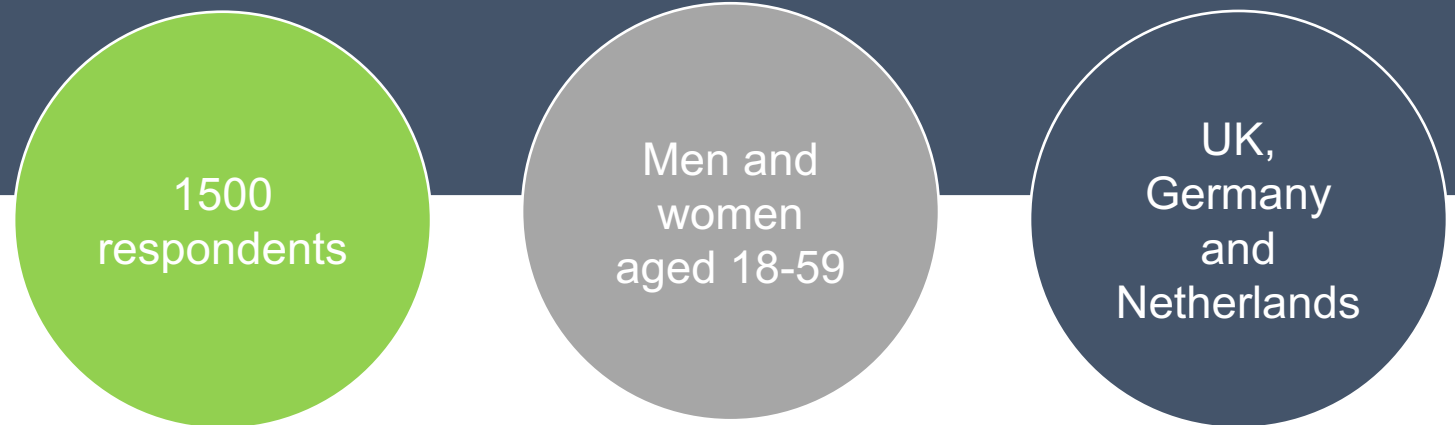 1500
respondents
Men and
women
aged 18-59
UK,
Germany
and
Netherlands